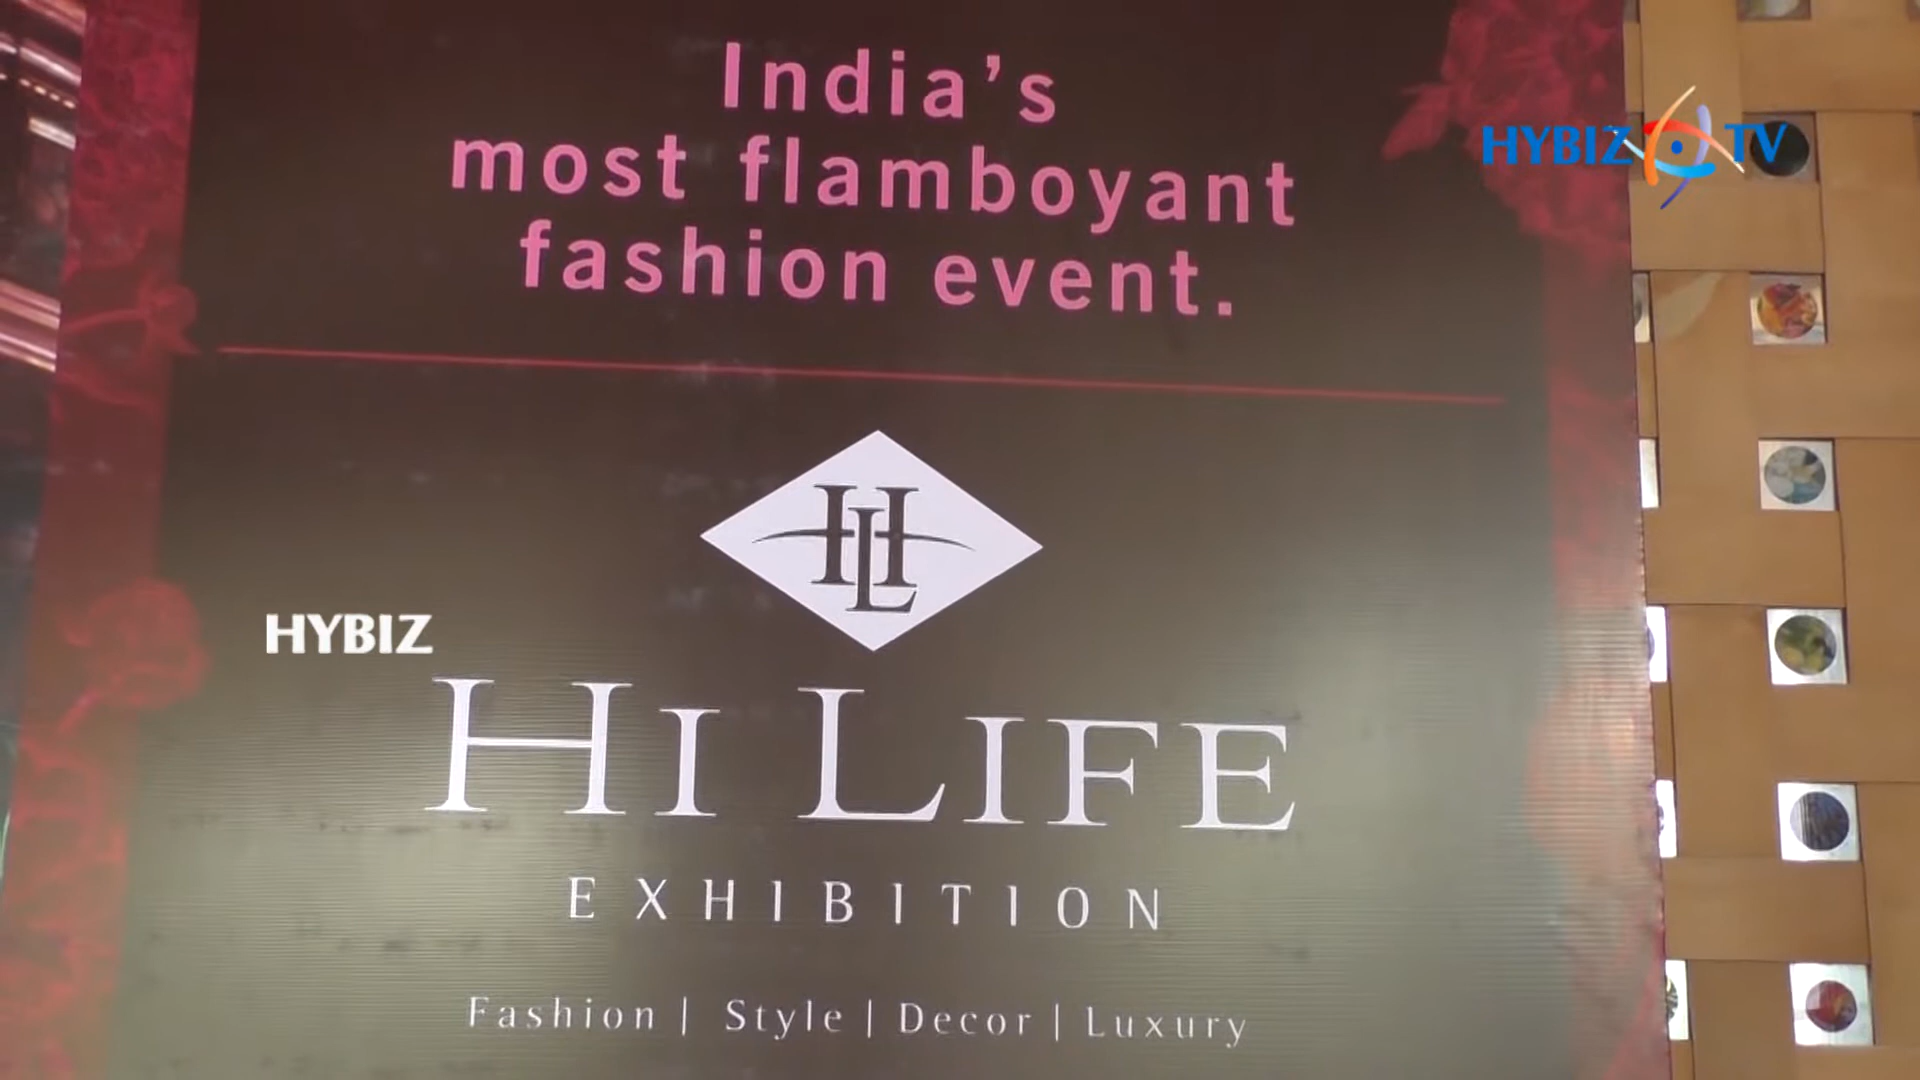 India's
most flamboyant
fashion event.
HYBIZ TV
HL
HYBIZ
HI LIFE
EXHIBITION
Fashion | Style | Decor | Luxury